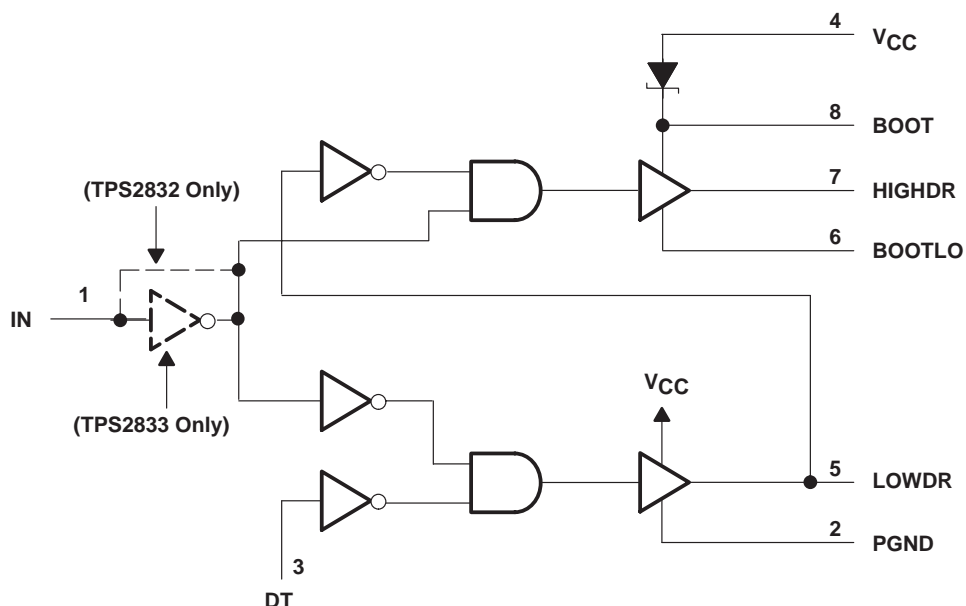 4 VCC
8 BOOT
7 HIGHDR
(TPS2832 Only)
6 BOOTLO
1
IN
(TPS2833 Only)
VCC
5 LOWDR
2 PGND
3
DT